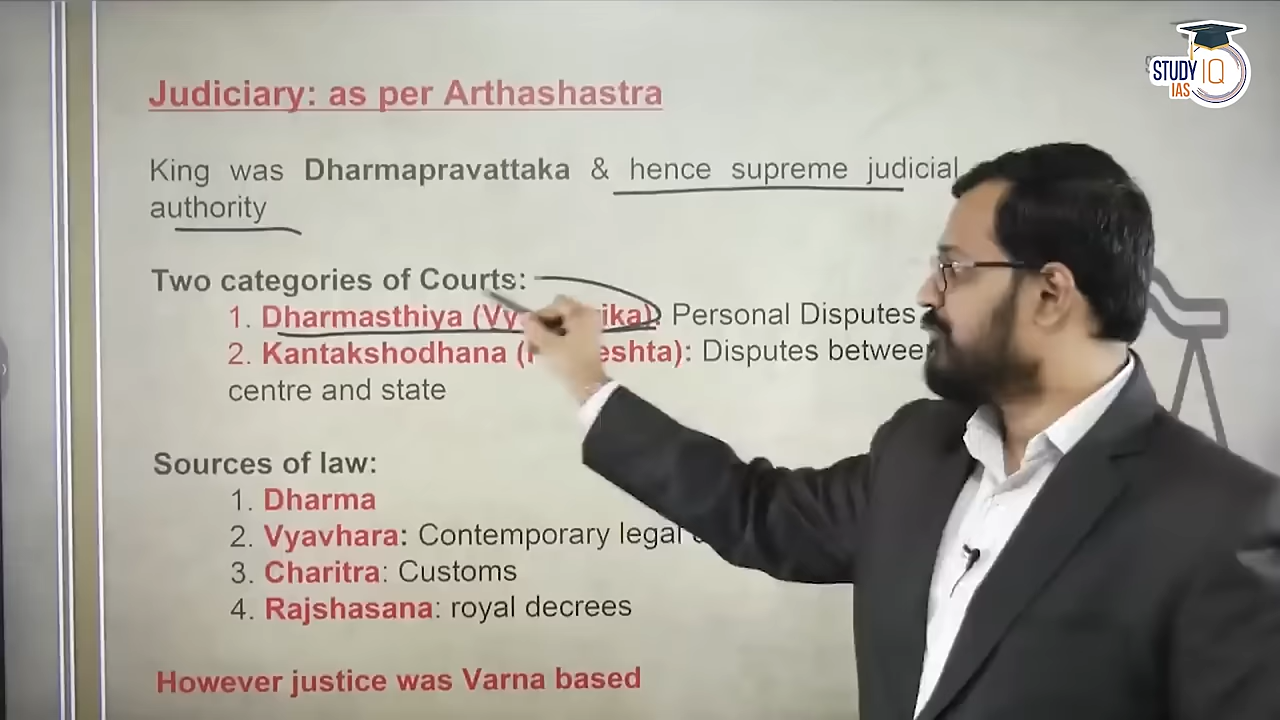 STUDY IQ
IAS
Judiciary: as per Arthashastra
King was Dharmapravattaka & hence supreme judicial
authority
Two categories of Courts:
1. Dharmasthiya : Personal Disputes
2. Kantakshodhana : Disputes between
centre and state
Sources of law:
1. Dharma
2. Vyavhara: Contemporary legal
3. Charitra: Customs
4. Rajshasana: royal decrees
However justice was Varna based